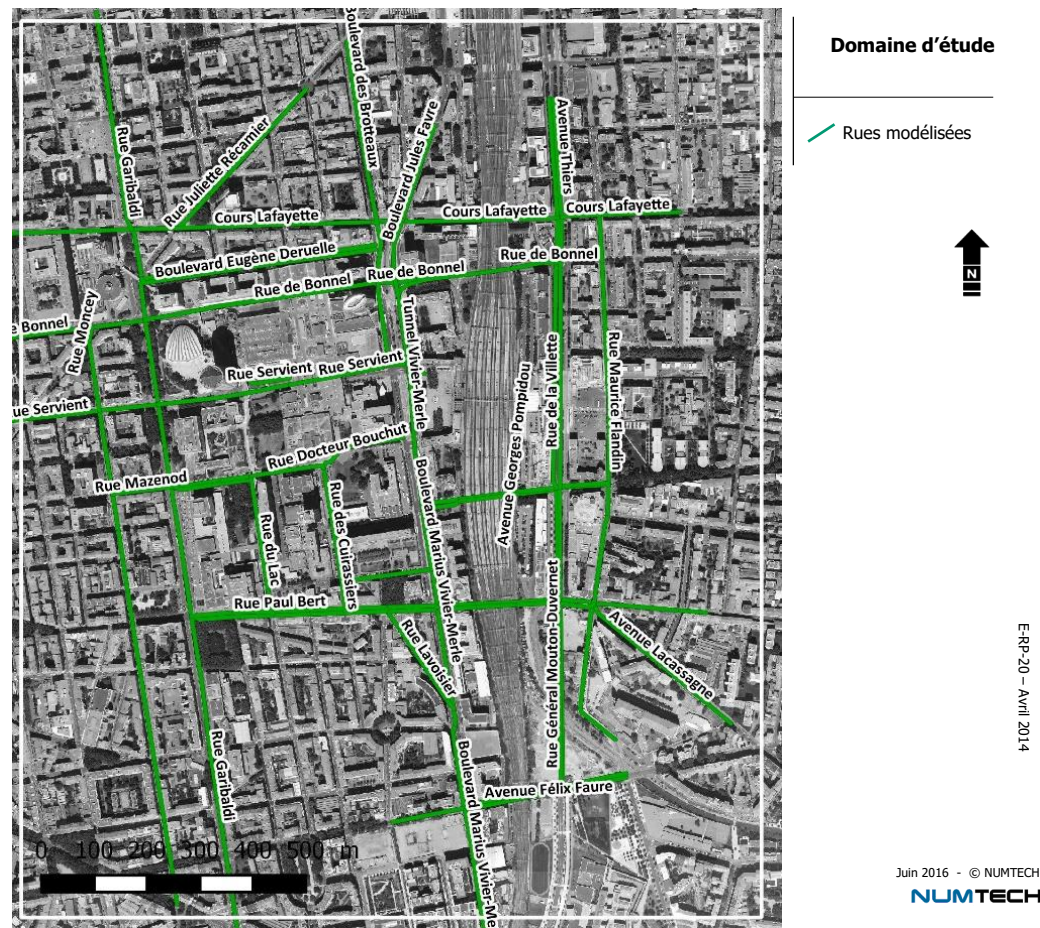 Domaine d'étude
Rues modélisées
N
Boulevard des Brotteaux
Rue Garibaldi
Rue Juliette Récamier
Boulevard Jules Favre
Avenue Thiers
Cours Lafayette
Cours Lafayette
Cours Lafayette
Boulevard Eugène Deruelle
Rue de Bonnel
Rue de Bonnel
Rue de Bonnel
e Bonnel
Rue Moncey
Tunnel Vivier-Merle
Rue de la Villette
Rue Maurice Flandin
Rue Servient
Rue Servient
ue Servient
Avenue Georges Pompidou
Rue Docteur Bouchut
Rue Mazenod
Boulevard Marius Vivier-Merle
Rue du Lac
Rue des Cuirassiers
Rue Paul Bert
Rue Général Mouton-Duvernet
Rue Lavoisier
Avenue Lacassagne
Rue Garibaldi
Boulevard Marius Vivier-Me
Avenue Félix Faure
0 100 200 300 400 500 m
E-RP-20 – Avril 2014
Juin 2016 - © NUMTECH
NUMTECH